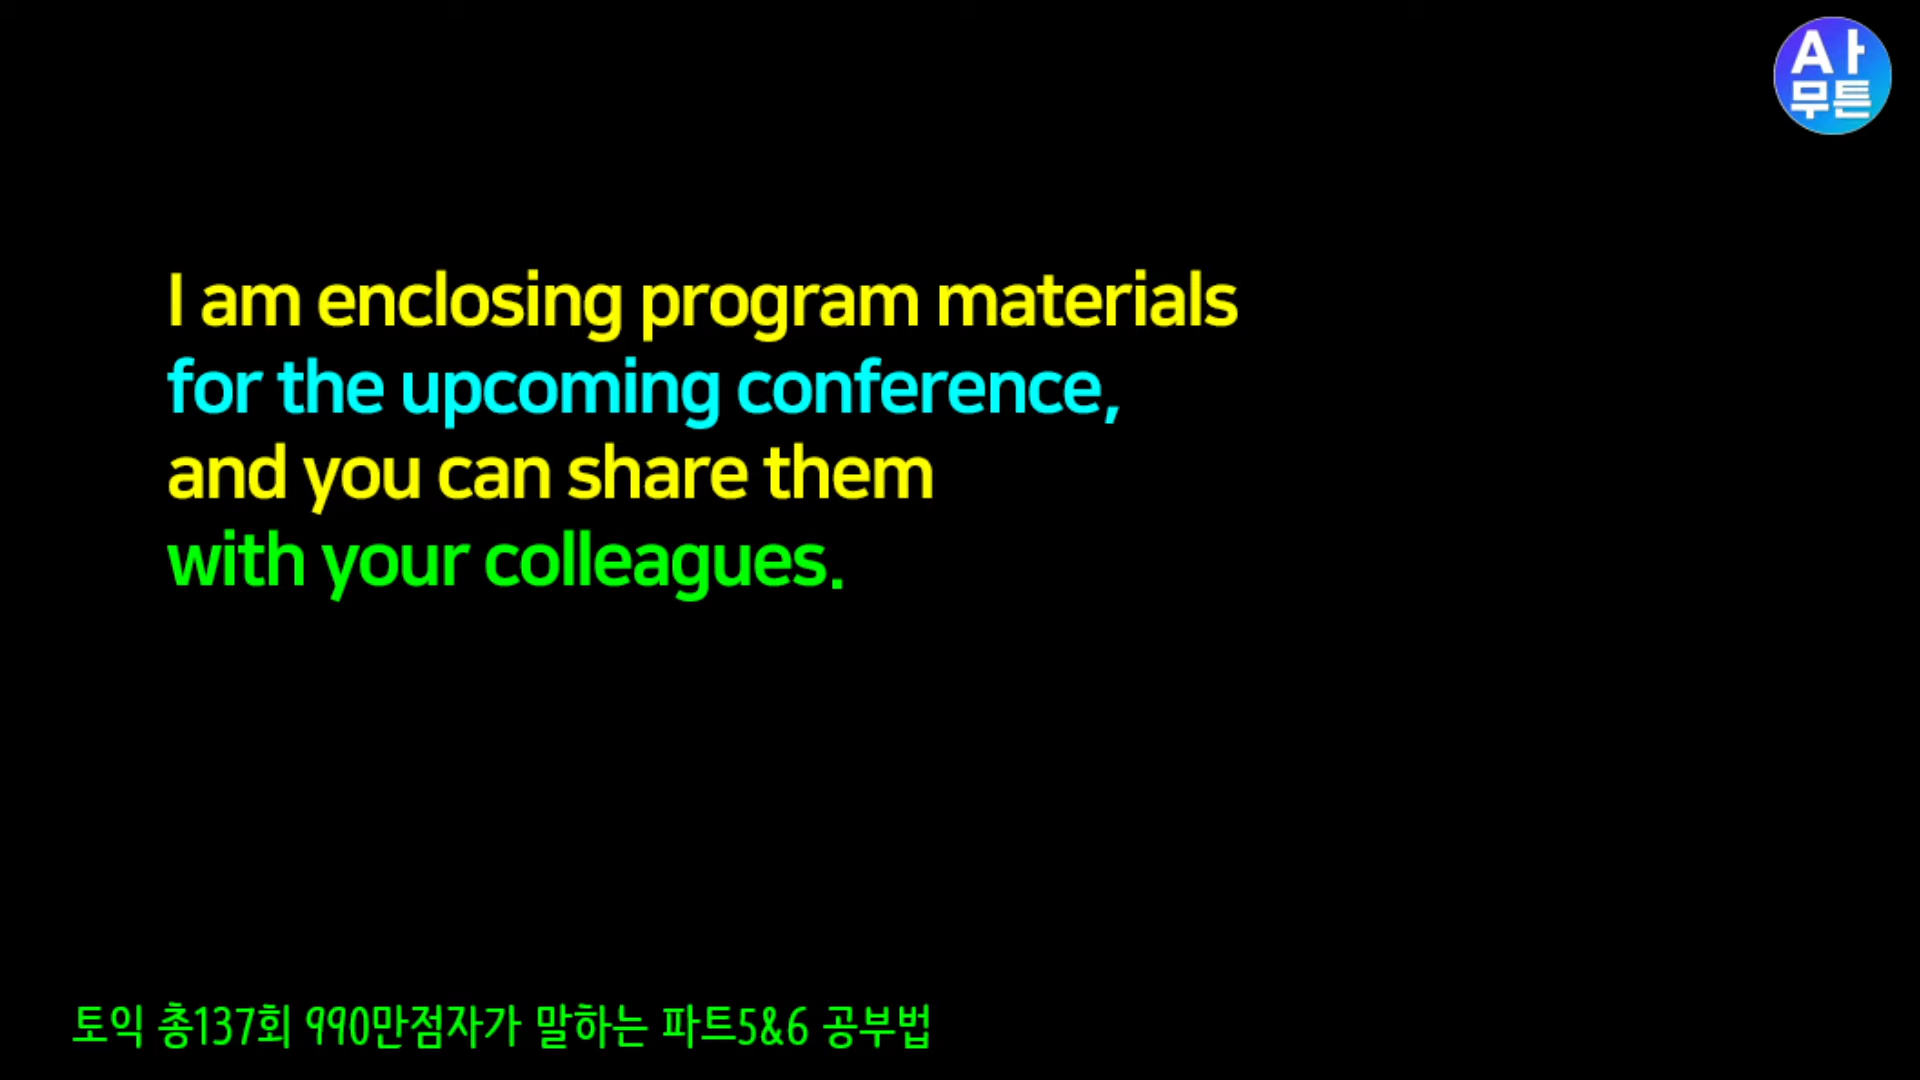 A아
무튼
I am enclosing program materials
for the upcoming conference,
and you can share them
with your colleagues.
토익 총137회 990만점자가 말하는 파트5&6 공부법